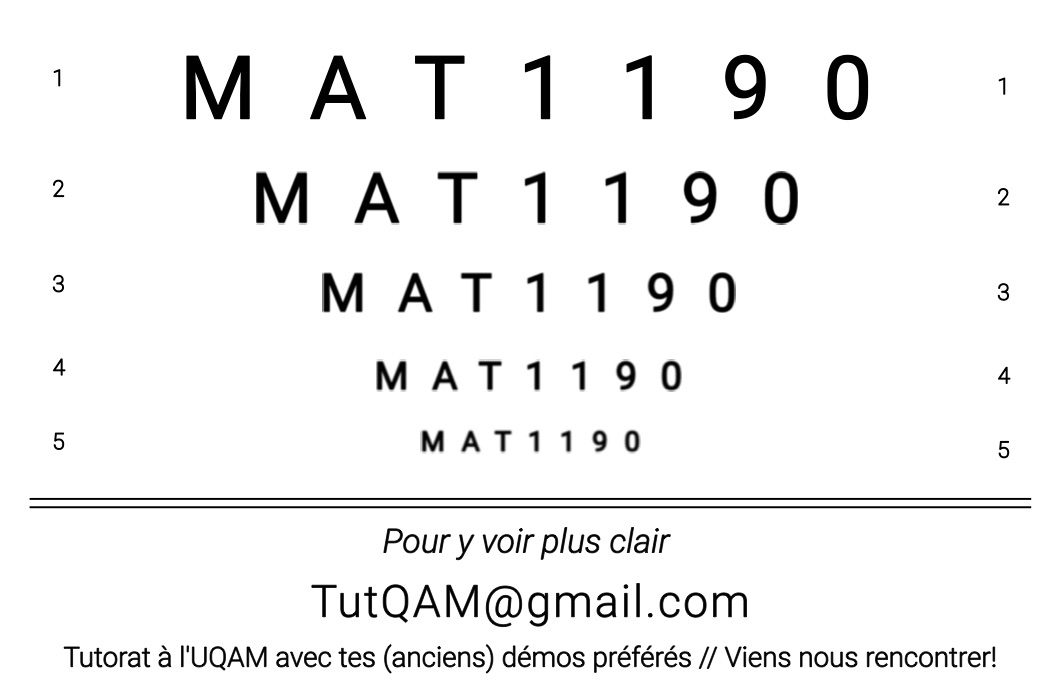 1 M A T 1 1 9 0 1
2 M A T 1 1 9 0 2
3 M A T 1 1 9 0 3
4 M A T 1 1 9 0 4
5 M A T 1 1 9 0 5
Pour y voir plus clair
TutQAM@gmail.com
Tutorat à l'UQAM avec tes (anciens) démos préférés // Viens nous rencontrer!